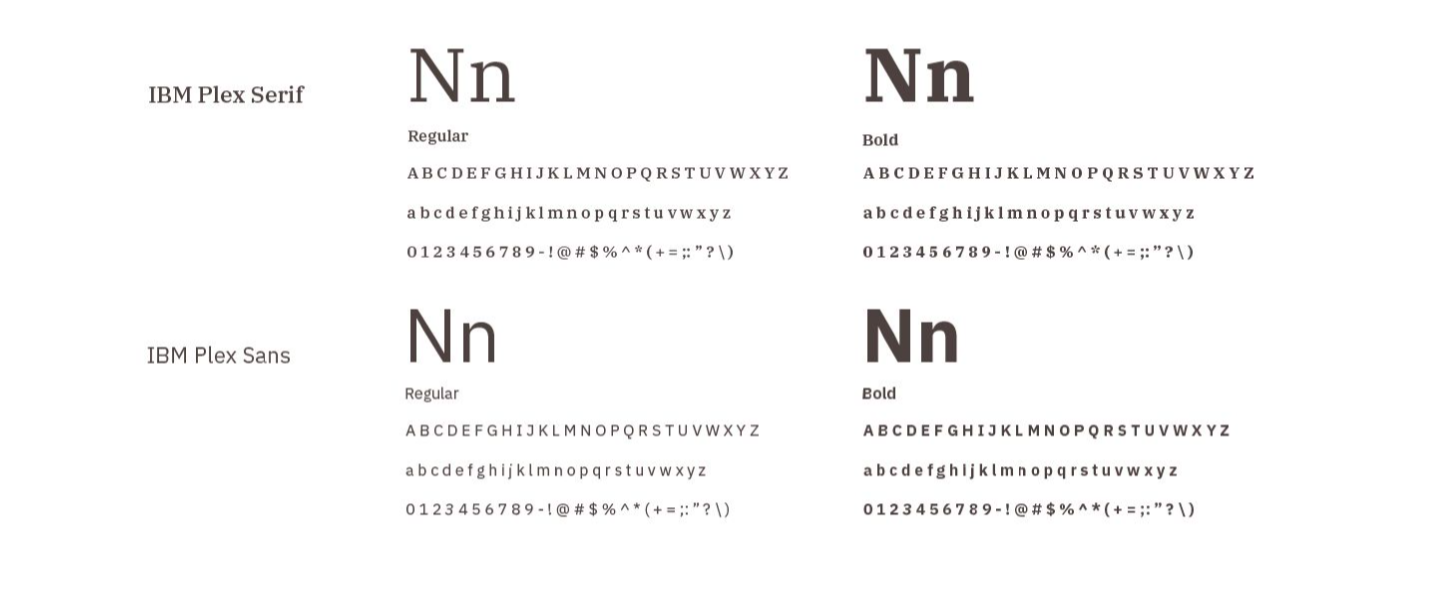 IBM Plex Serif
Nn
Regular
A B C D E F G H I J K L M N O P Q R S T U V W X Y Z
a b c d e f g h i j k l m n o p q r s t u v w x y z
0 1 2 3 4 5 6 7 8 9 - ! @ # $ % ^ * ( + = ; : ” ? \ )
Nn
Bold
A B C D E F G H I J K L M N O P Q R S T U V W X Y Z
a b c d e f g h i j k l m n o p q r s t u v w x y z
0 1 2 3 4 5 6 7 8 9 - ! @ # $ % ^ * ( + = ; : ” ? \ )
IBM Plex Sans
Nn
Regular
A B C D E F G H I J K L M N O P Q R S T U V W X Y Z
a b c d e f g h i j k l m n o p q r s t u v w x y z
0 1 2 3 4 5 6 7 8 9 - ! @ # $ % ^ * ( + = ; : ” ? \ )
Nn
Bold
A B C D E F G H I J K L M N O P Q R S T U V W X Y Z
a b c d e f g h i j k l m n o p q r s t u v w x y z
0 1 2 3 4 5 6 7 8 9 - ! @ # $ % ^ * ( + = ; : ” ? \ )